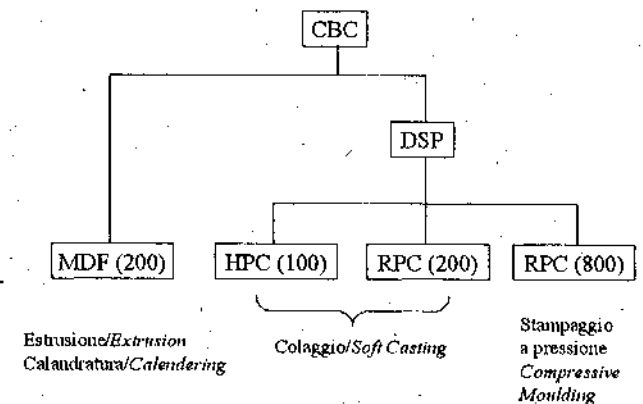 CBC
DSP
MDF (200)
HPC (100)
RPC (200)
RPC (800)
Estrusione/Extrusion
Calandratura/Calendering
Colaggio/Soft Casting
Stampaggio
a pressione
Compressive
Moulding